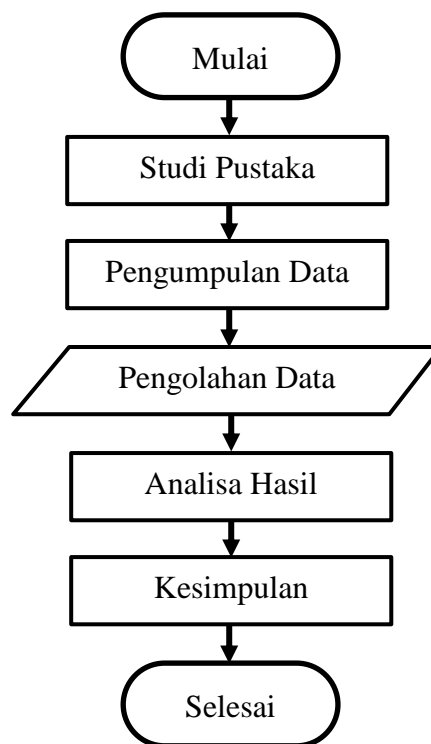 Mulai
Studi Pustaka
Pengumpulan Data
Pengolahan Data
Analisa Hasil
Kesimpulan
Selesai